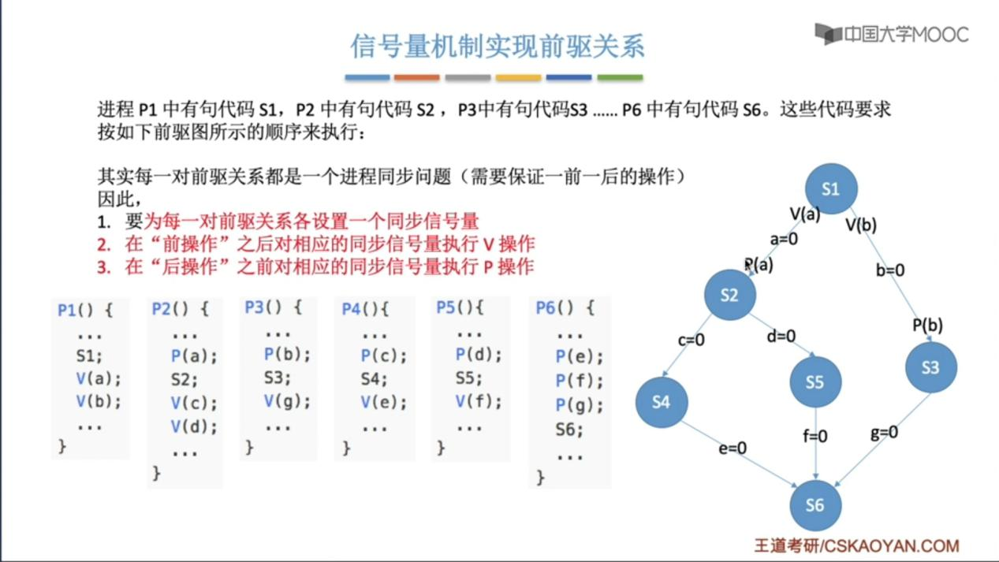 信号量机制实现前驱关系
中国大学MOOC
进程 P1 中有句代码 S1，P2 中有句代码 S2 ，P3中有句代码S3 …… P6 中有句代码 S6。这些代码要求
按如下前驱图所示的顺序来执行：
其实每一对前驱关系都是一个进程同步问题（需要保证一前一后的操作）
因此，
1. 要为每一对前驱关系各设置一个同步信号量
2. 在“前操作”之后对相应的同步信号量执行 V 操作
3. 在“后操作”之前对相应的同步信号量执行 P 操作
P1() {
...
S1;
V(a);
V(b);
...
}
P2() {
...
P(a);
S2;
V(c);
V(d);
...
}
P3() {
...
P(b);
S3;
V(g);
...
}
P4(){
...
P(c);
S4;
V(e);
...
}
P5(){
...
P(d);
S5;
V(f);
...
}
P6() {
...
P(e);
P(f);
P(g);
S6;
...
}
S1
V(a)
V(b)
a=0
P(a)
b=0
S2
P(b)
c=0
d=0
S3
S5
S4
f=0
g=0
e=0
S6
王道考研/CSKAOYAN.COM